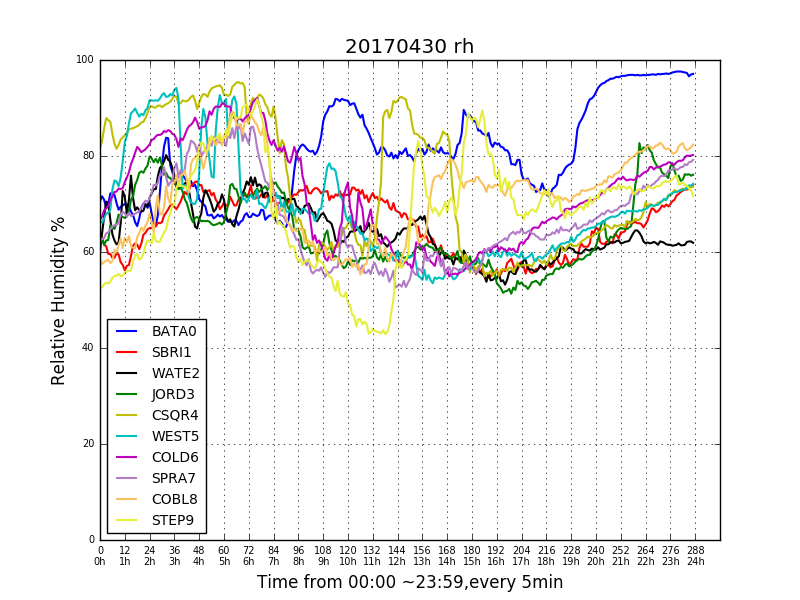 20170430 rh
100
80
60
40
20
0
Relative Humidity %
BATA0
SBRI1
WATE2
JORD3
CSQR4
WEST5
COLD6
SPRA7
COBL8
STEP9
0 12 24 36 48 60 72 84 96 108 120 132 144 156 168 180 192 204 216 228 240 252 264 276 288
0h 1h 2h 3h 4h 5h 6h 7h 8h 9h 10h 11h 12h 13h 14h 15h 16h 17h 18h 19h 20h 21h 22h 23h 24h
Time from 00:00 ~23:59,every 5min